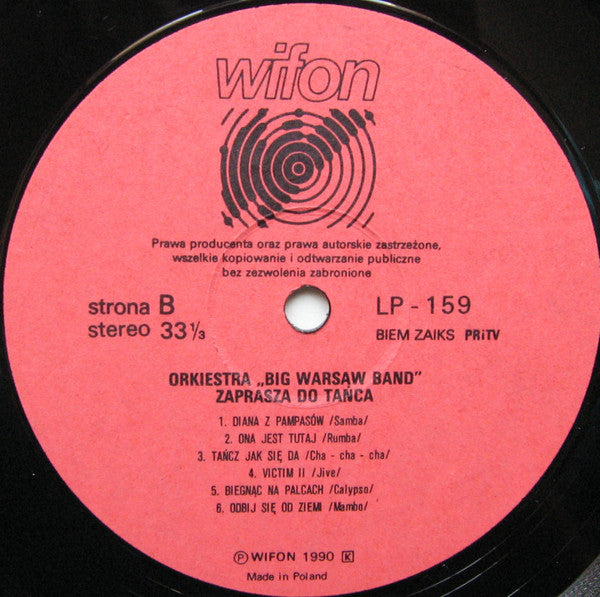 wifon
Prawa producenta oraz prawa autorskie zastrzeżone,
wszelkie kopiowanie i odtwarzanie publiczne
bez zezwolenia zabronione
strona B
LP - 159
stereo 33 ⅓
BIEM ZAIKS PRiTV
ORKIESTRA „BIG WARSAW BAND"
ZAPRASZA DO TAŃCA
1. DIANA Z PAMPASÓW /Samba/
2. ONA JEST TUTAJ /Rumba/
3. TAŃCZ JAK SIĘ DA /Cha - cha - cha/
4. VICTIM II /Jive/
5. BIEGNĄC NA PALCACH /Calypso/
6. ODBIJ SIĘ OD ZIEMI /Mambo/
Ⓟ WIFON 1990 K
Made in Poland